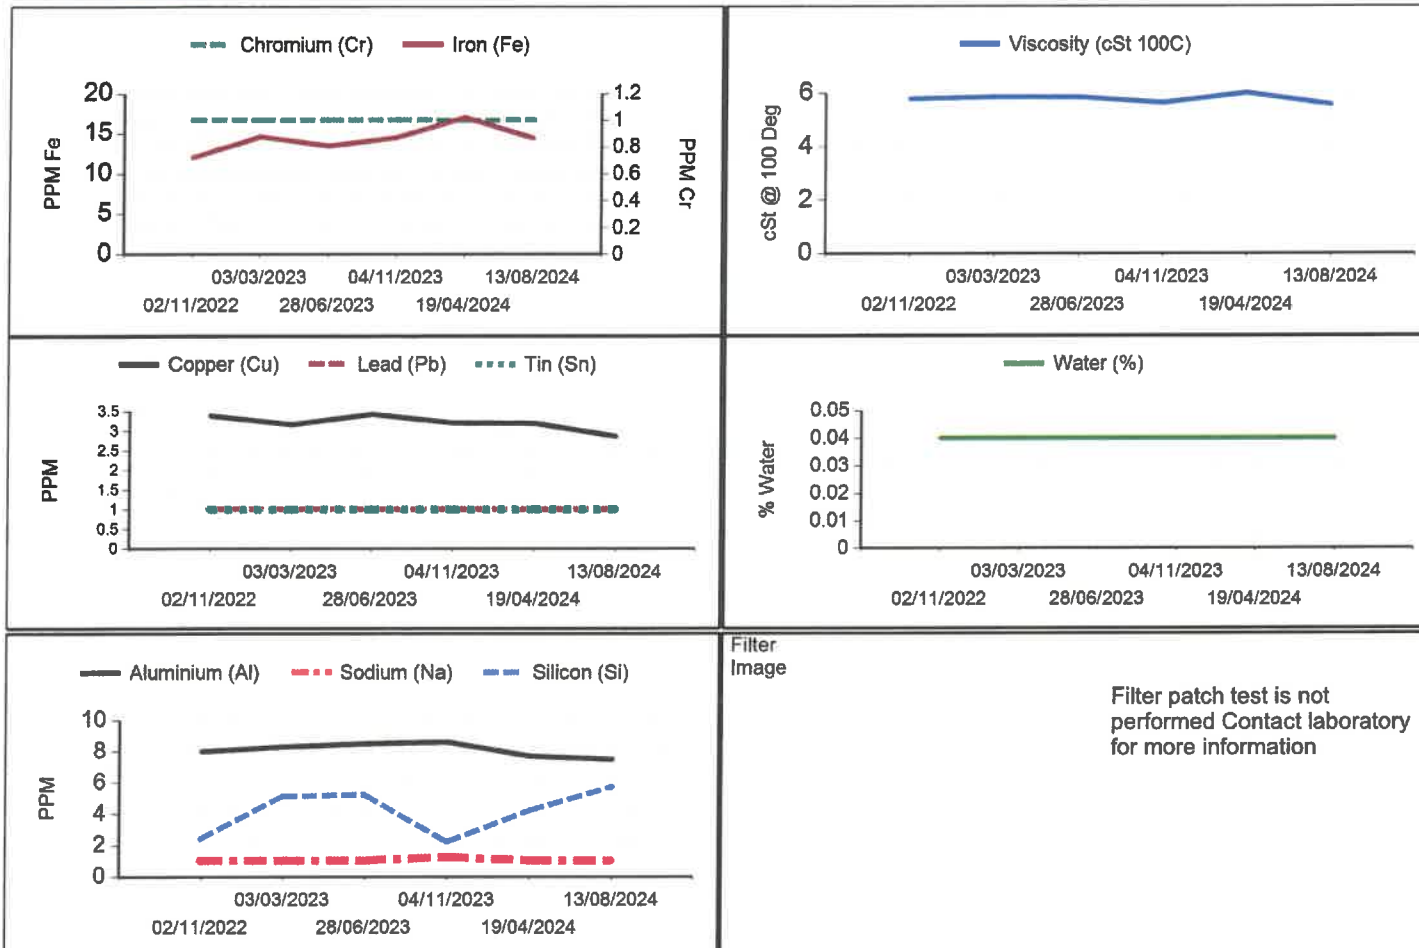 Chromium (Cr) Iron (Fe)
PPM Fe
20
15
10
5
0
1.2
1
0.8
0.6
0.4
0.2
0
PPM Cr
03/03/2023 04/11/2023 13/08/2024
02/11/2022 28/06/2023 19/04/2024
Viscosity (cSt 100C)
cSt @ 100 Deg
6
4
2
0
03/03/2023 04/11/2023 13/08/2024
02/11/2022 28/06/2023 19/04/2024
Copper (Cu) Lead (Pb) Tin (Sn)
PPM
3.5
3
2.5
2
1.5
1
0.5
0
03/03/2023 04/11/2023 13/08/2024
02/11/2022 28/06/2023 19/04/2024
Water (%)
% Water
0.05
0.04
0.03
0.02
0.01
0
03/03/2023 04/11/2023 13/08/2024
02/11/2022 28/06/2023 19/04/2024
Aluminium (Al) Sodium (Na) Silicon (Si)
PPM
10
8
6
4
2
0
03/03/2023 04/11/2023 13/08/2024
02/11/2022 28/06/2023 19/04/2024
Filter
Image
Filter patch test is not
performed Contact laboratory
for more information